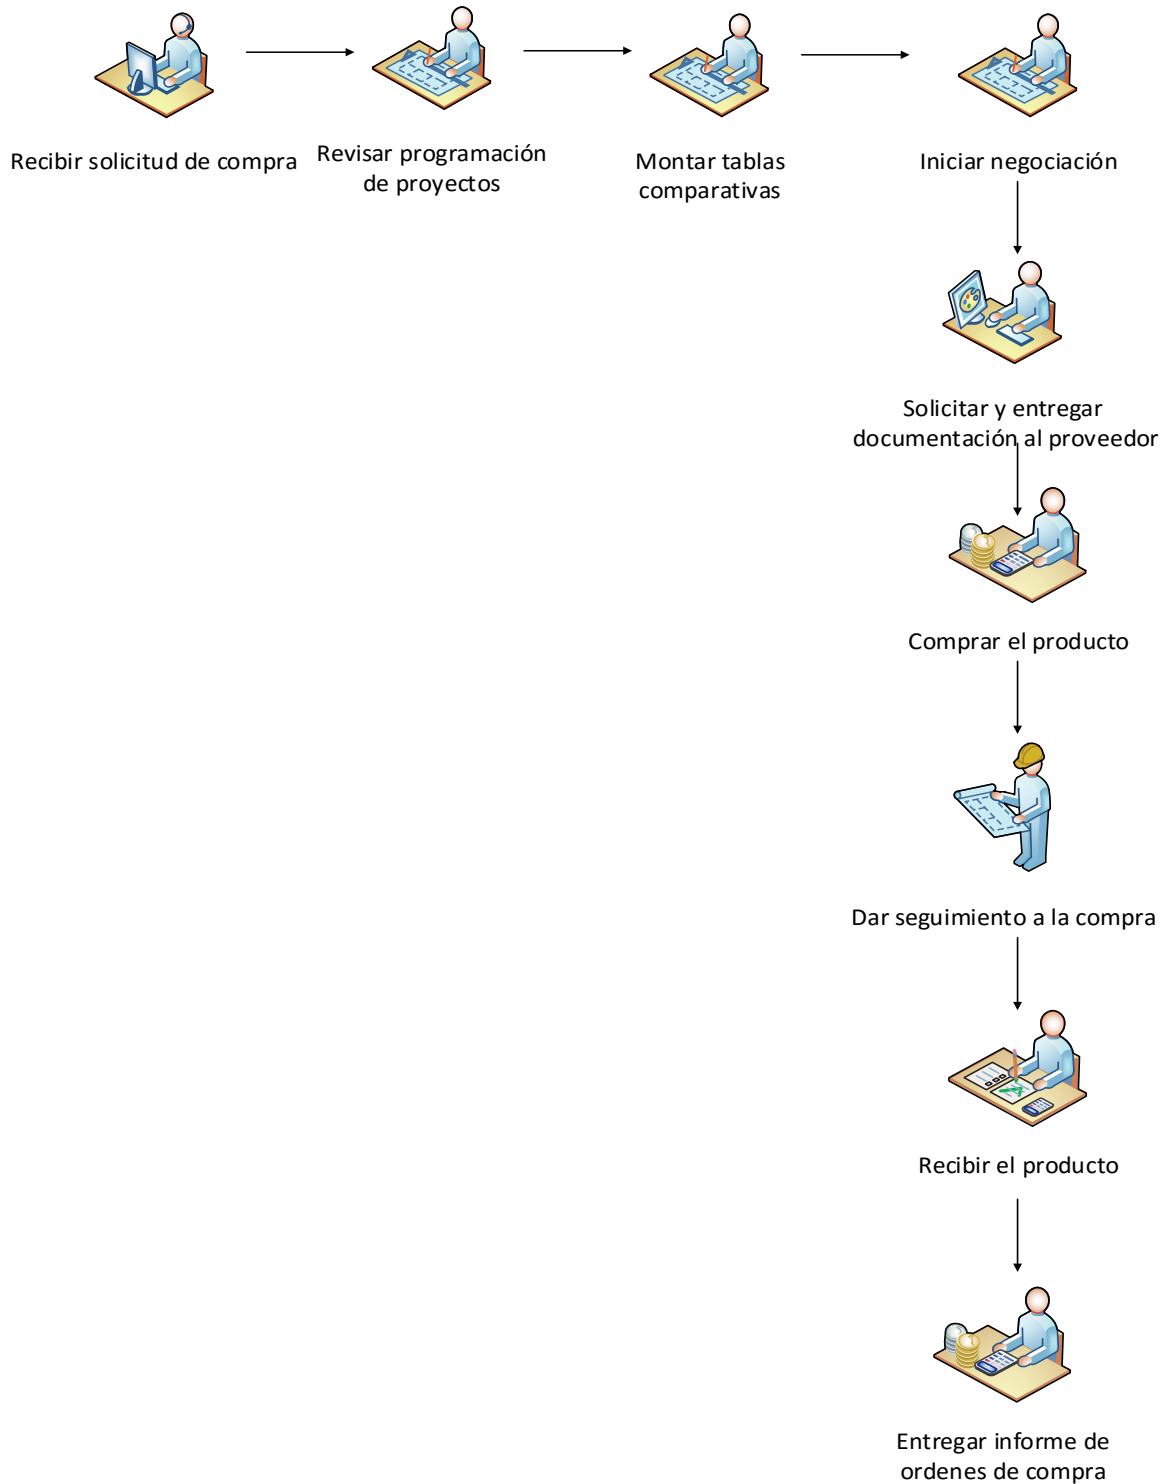 Recibir solicitud de compra
Revisar programación
de proyectos
Montar tablas
comparativas
Iniciar negociación
Solicitar y entregar
documentación al proveedor
Comprar el producto
Dar seguimiento a la compra
Recibir el producto
Entregar informe de
ordenes de compra